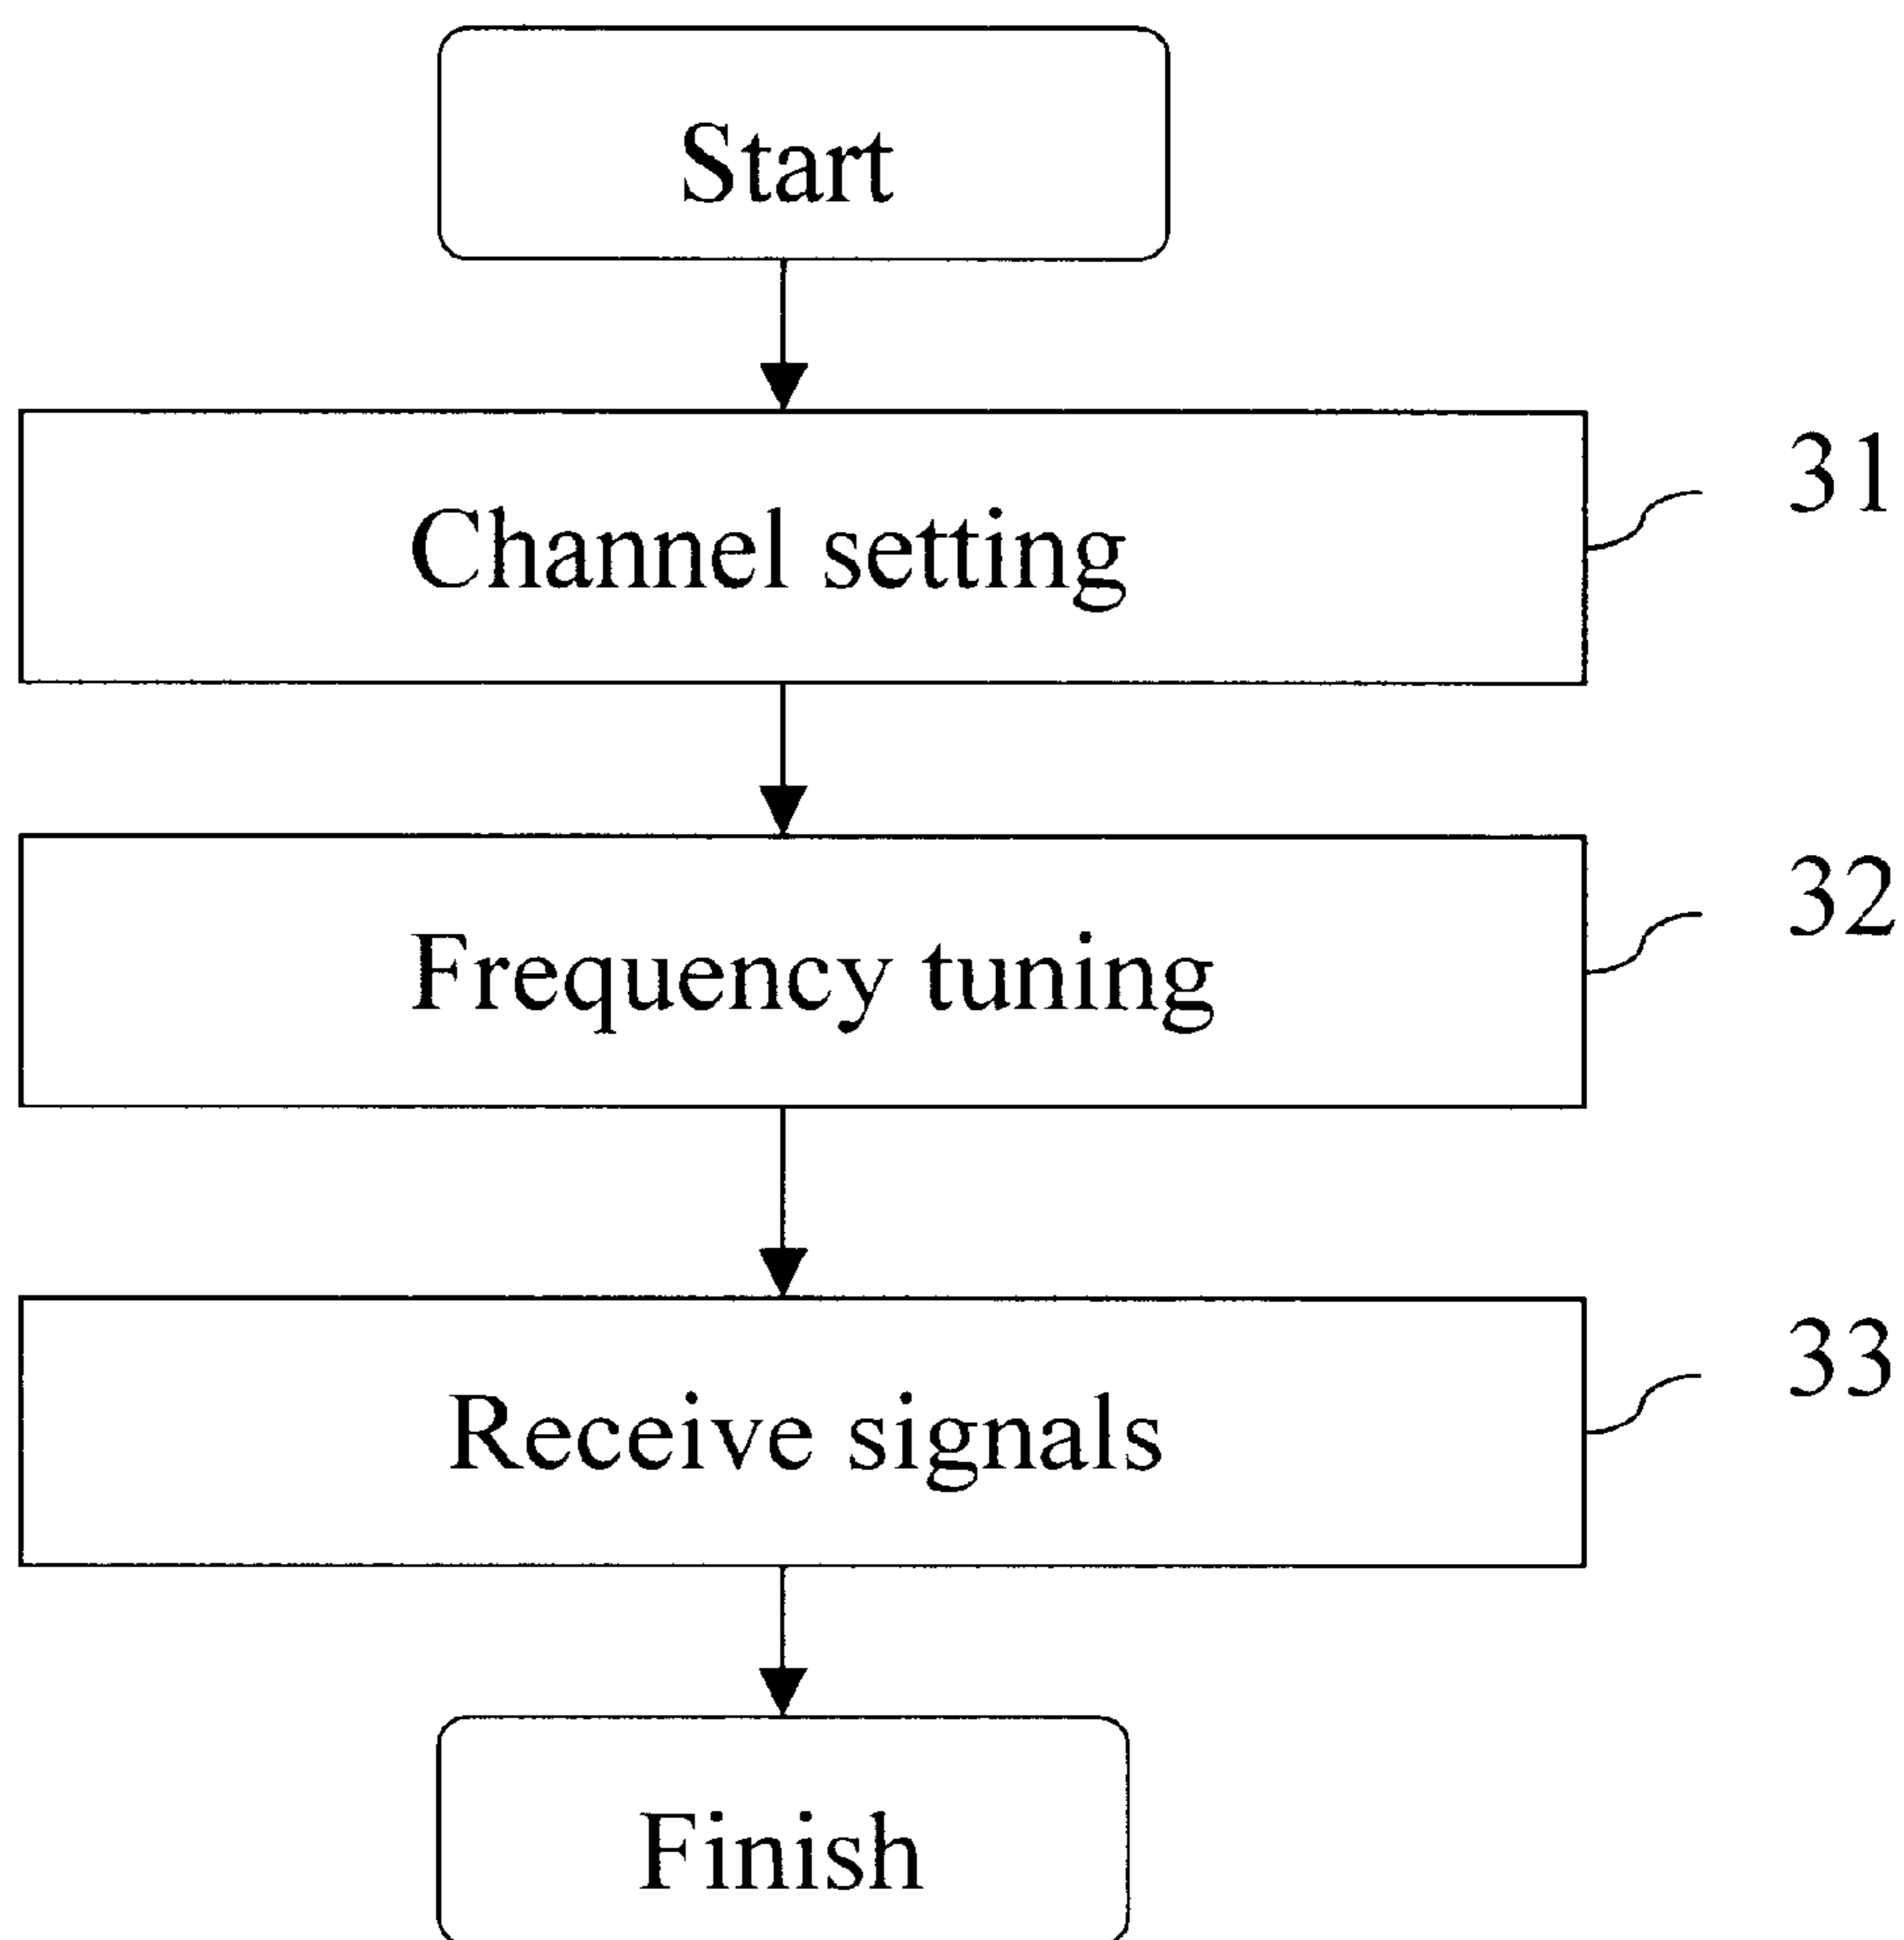 Start
Channel setting
31
Frequency tuning
32
Receive signals
33
Finish